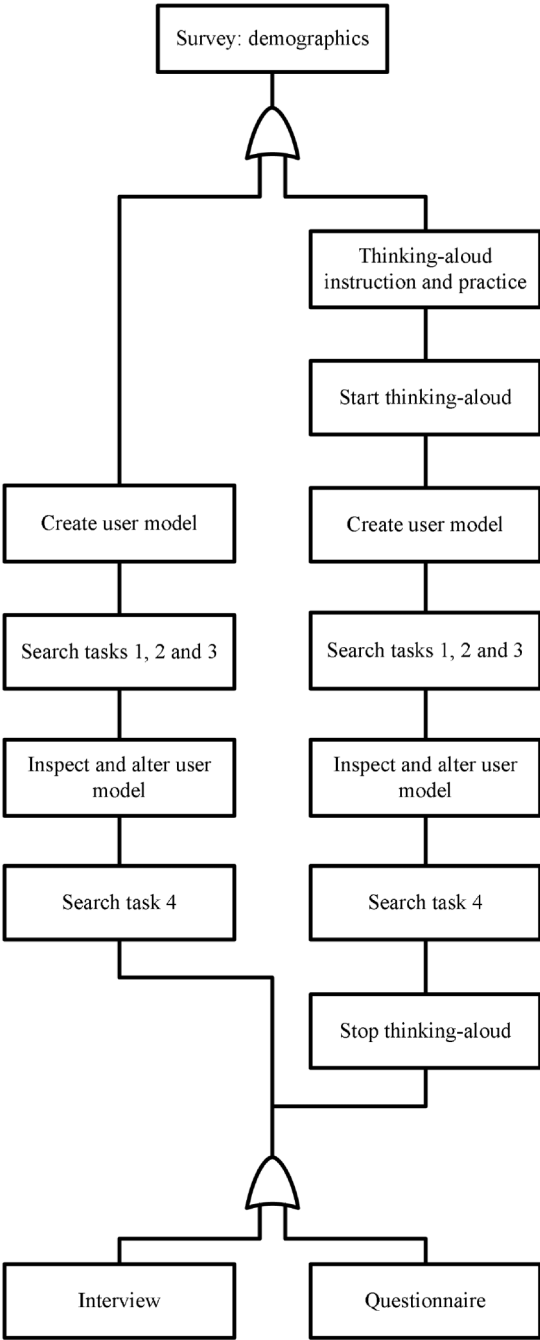 Survey: demographics
Thinking-aloud
instruction and practice
Start thinking-aloud
Create user model
Create user model
Search tasks 1, 2 and 3
Search tasks 1, 2 and 3
Inspect and alter user
model
Inspect and alter user
model
Search task 4
Search task 4
Stop thinking-aloud
Interview
Questionnaire